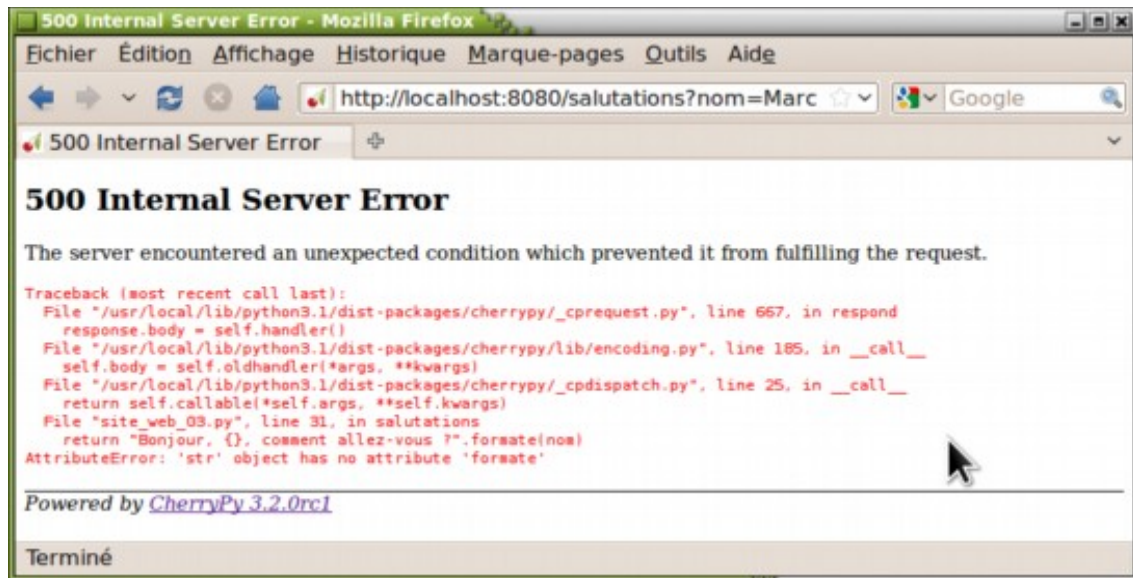 500 Internal Server Error - Mozilla Firefox
Fichier Édition Affichage Historique Marque-pages Outils Aide
http://localhost:8080/salutations?nom=Marc Google
500 Internal Server Error
500 Internal Server Error
The server encountered an unexpected condition which prevented it from fulfilling the request.
Traceback (most recent call last):
File "/usr/local/lib/python3.1/dist-packages/cherrypy/_cprequest.py", line 667, in respond
response.body = self.handler()
File "/usr/local/lib/python3.1/dist-packages/cherrypy/lib/encoding.py", line 185, in __call__
self.body = self.oldhandler(*args, **kwargs)
File "/usr/local/lib/python3.1/dist-packages/cherrypy/_cpdispatch.py", line 25, in __call__
return self.callable(*self.args, **self.kwargs)
File "site_web_03.py", line 31, in salutations
return "Bonjour, {}, comment allez-vous ?".formate(nom)
AttributeError: 'str' object has no attribute 'formate'
Powered by CherryPy 3.2.0rc1
Terminé